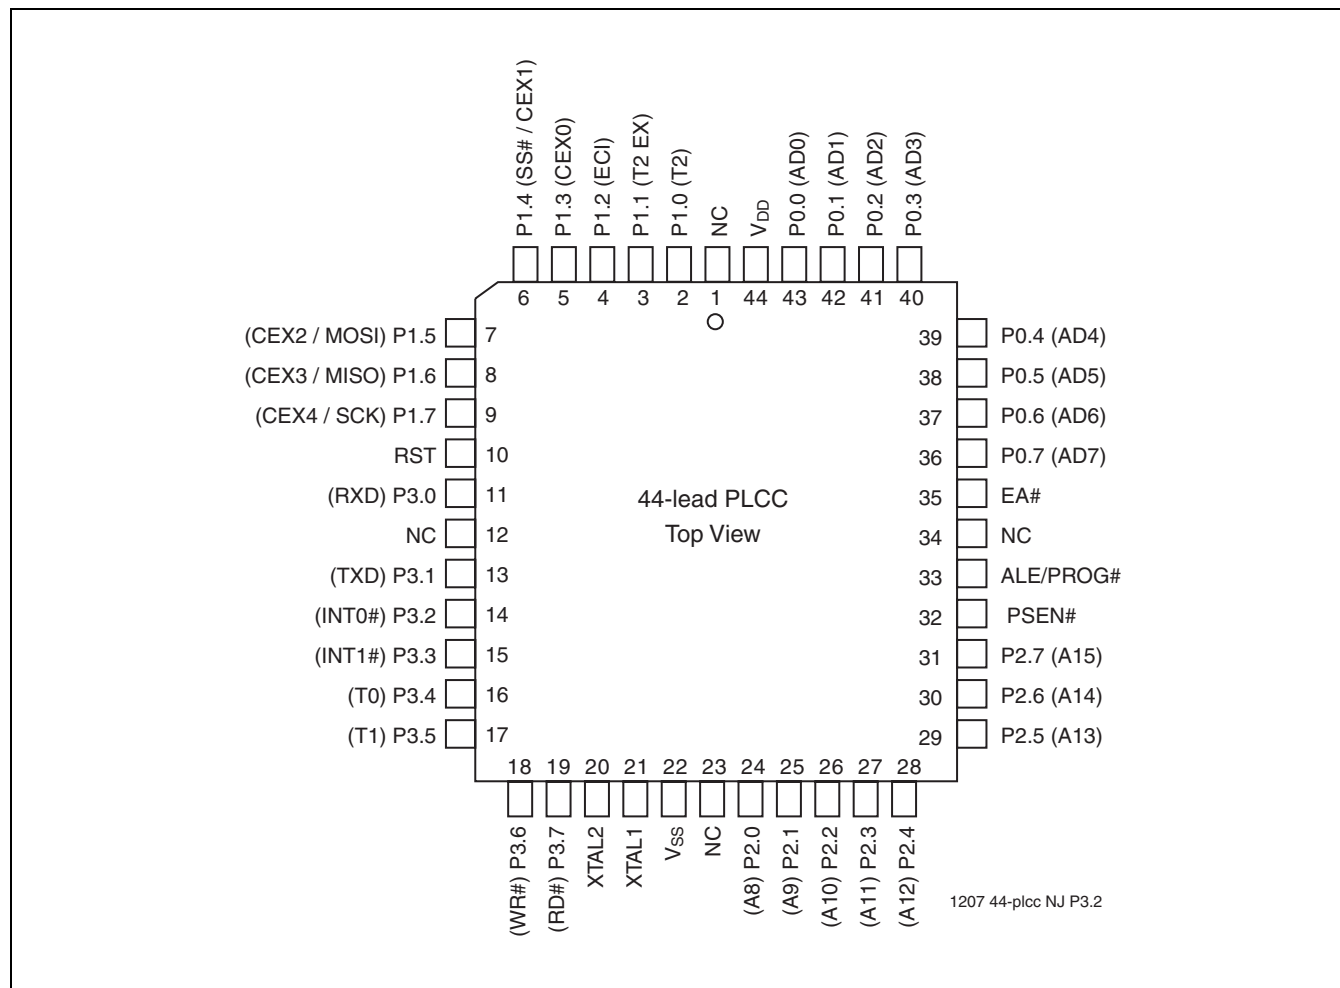 P1.4 (SS# / CEX1)
P1.3 (CEX0)
P1.2 (ECI)
P1.1 (T2 EX)
P1.0 (T2)
NC
VDD
P0.0 (AD0)
P0.1 (AD1)
P0.2 (AD2)
P0.3 (AD3)
6 5 4 3 2 1 44 43 42 41 40
(CEX2 / MOSI) P1.5 7
(CEX3 / MISO) P1.6 8
(CEX4 / SCK) P1.7 9
RST 10
(RXD) P3.0 11
NC 12
(TXD) P3.1 13
(INT0#) P3.2 14
(INT1#) P3.3 15
(T0) P3.4 16
(T1) P3.5 17
44-lead PLCC
Top View
39 P0.4 (AD4)
38 P0.5 (AD5)
37 P0.6 (AD6)
36 P0.7 (AD7)
35 EA#
34 NC
33 ALE/PROG#
32 PSEN#
31 P2.7 (A15)
30 P2.6 (A14)
29 P2.5 (A13)
18 19 20 21 22 23 24 25 26 27 28
(WR#) P3.6
(RD#) P3.7
XTAL2
XTAL1
VSS
NC
(A8) P2.0
(A9) P2.1
(A10) P2.2
(A11) P2.3
(A12) P2.4
1207 44-plcc NJ P3.2